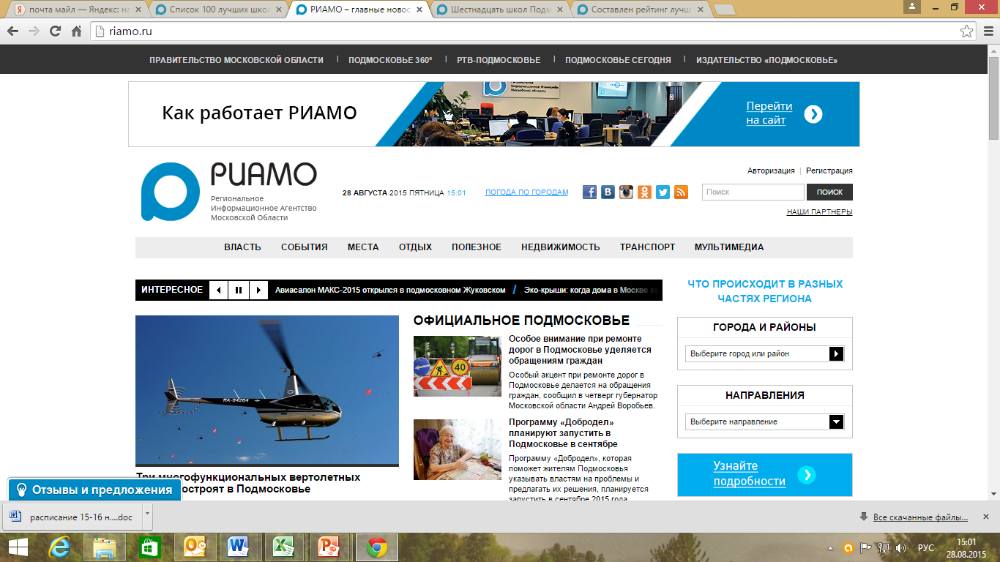 почта майл — Яндекс: на
Список 100 лучших школ
РИАМО – главные новос
Шестнадцать школ Подм
Составлен рейтинг лучш
riamo.ru
ПРАВИТЕЛЬСТВО МОСКОВСКОЙ ОБЛАСТИ | ПОДМОСКОВЬЕ 360° | РТВ-ПОДМОСКОВЬЕ | ПОДМОСКОВЬЕ СЕГОДНЯ | ИЗДАТЕЛЬСТВО «ПОДМОСКОВЬЕ»
Как работает РИАМО
Перейти
на сайт
РИАМО
Региональное
Информационное Агентство
Московской Области
28 АВГУСТА 2015 ПЯТНИЦА 15:01
ПОГОДА ПО ГОРОДАМ
Авторизация | Регистрация
Поиск
ПОИСК
НАШИ ПАРТНЕРЫ
ВЛАСТЬ СОБЫТИЯ МЕСТА ОТДЫХ ПОЛЕЗНОЕ НЕДВИЖИМОСТЬ ТРАНСПОРТ МУЛЬТИМЕДИА
ИНТЕРЕСНОЕ
Авиасалон МАКС-2015 открылся в подмосковном Жуковском / Эко-крыши: когда дома в Москве
RA-04264
Три многофункциональных вертолетных
остроят в Подмосковье
ОФИЦИАЛЬНОЕ ПОДМОСКОВЬЕ
40
Особое внимание при ремонте
дорог в Подмосковье уделяется
обращениям граждан
Особый акцент при ремонте дорог в
Подмосковье делается на обращения
граждан, сообщил в четверг губернатор
Московской области Андрей Воробьев.
Программу «Добродел»
планируют запустить в
Подмосковье в сентябре
Программу «Добродел», которая
поможет жителям Подмосковья
указывать властям на проблемы и
предлагать их решения, планируется
запустить в сентябре 2015 года
ЧТО ПРОИСХОДИТ В РАЗНЫХ
ЧАСТЯХ РЕГИОНА
ГОРОДА И РАЙОНЫ
Выберите город или район
НАПРАВЛЕНИЯ
Выберите направление
Узнайте
подробности
Отзывы и предложения
расписание 15-16 н....doc
Все скачанные файлы...
РУС
15:01
28.08.2015